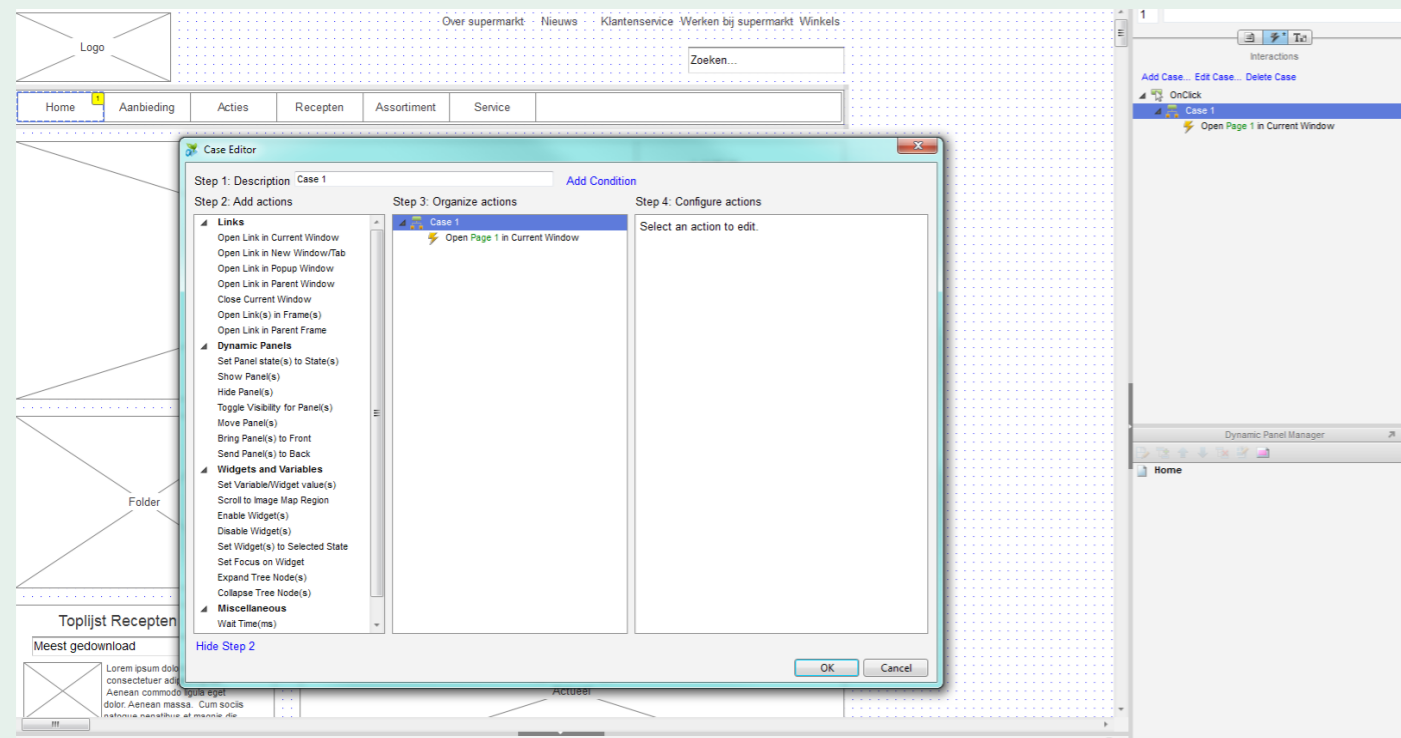 Over supermarkt Nieuws Klantenservice Werken bij supermarkt Winkels
Logo
Zoeken...
Home 1 Aanbieding Acties Recepten Assortiment Service
Folder
Toplijst Recepten
Meest gedownload
Lorem ipsum dolo
consectetuer adip
Aenean commodo ligula eget
dolor. Aenean massa. Cum sociis
natoque penatibus et magnis dis
Actueel
Case Editor
Step 1: Description Case 1 Add Condition
Step 2: Add actions
Links
Open Link in Current Window
Open Link in New Window/Tab
Open Link in Popup Window
Open Link in Parent Window
Close Current Window
Open Link(s) in Frame(s)
Open Link in Parent Frame
Dynamic Panels
Set Panel state(s) to State(s)
Show Panel(s)
Hide Panel(s)
Toggle Visibility for Panel(s)
Move Panel(s)
Bring Panel(s) to Front
Send Panel(s) to Back
Widgets and Variables
Set Variable/Widget value(s)
Scroll to Image Map Region
Enable Widget(s)
Disable Widget(s)
Set Widget(s) to Selected State
Set Focus on Widget
Expand Tree Node(s)
Collapse Tree Node(s)
Miscellaneous
Wait Time(ms)
Hide Step 2
Step 3: Organize actions
Case 1
Open Page 1 in Current Window
Step 4: Configure actions
Select an action to edit.
OK Cancel
1
Interactions
Add Case... Edit Case... Delete Case
OnClick
Case 1
Open Page 1 in Current Window
Dynamic Panel Manager
Home